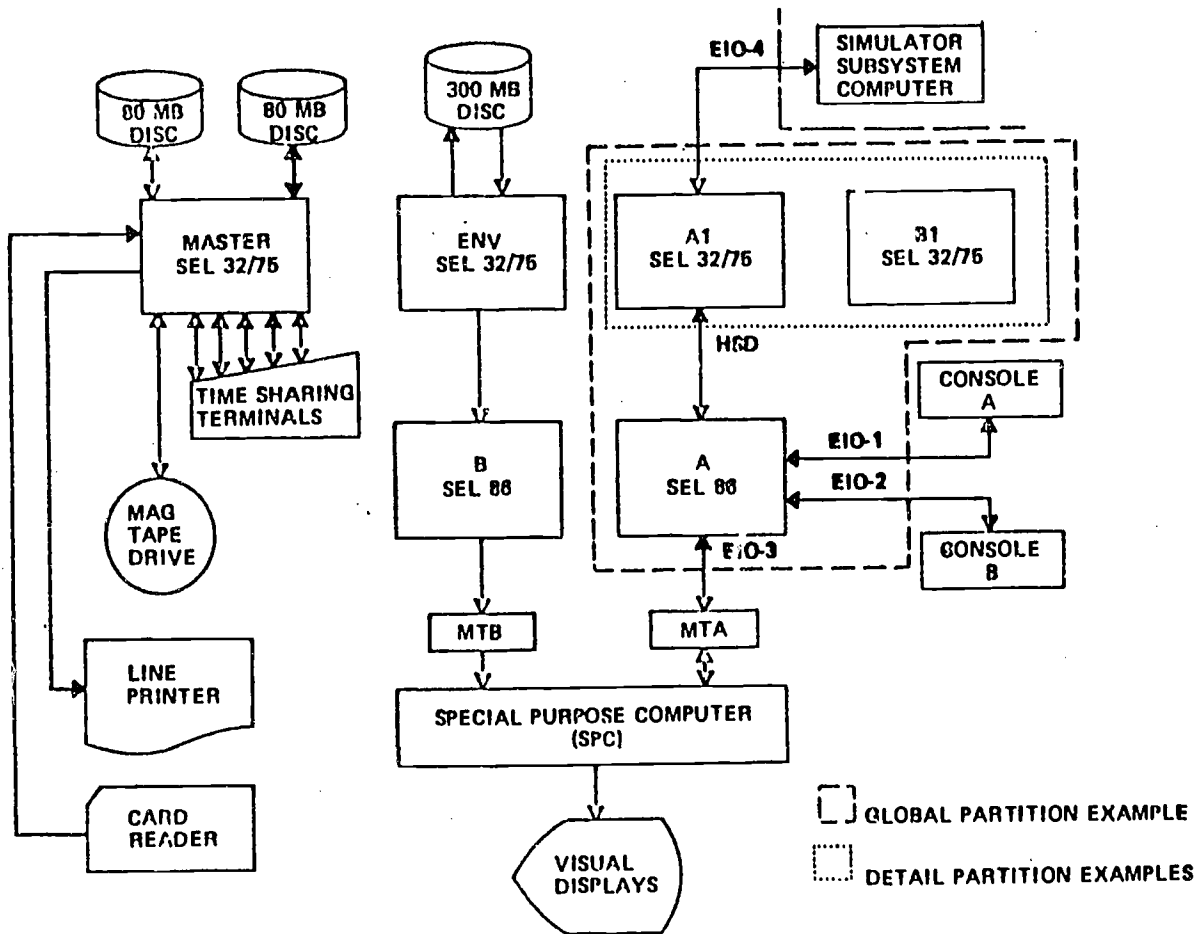 EIO-4
SIMULATOR
SUBSYSTEM
COMPUTER
80 MB
DISC
80 MB
DISC
300 MB
DISC
MASTER
SEL 32/75
ENV
SEL 32/75
A1
SEL 32/75
B1
SEL 32/75
HSD
TIME SHARING
TERMINALS
CONSOLE
A
B
SEL 86
A
SEL 86
EIO-1
EIO-2
EIO-3
CONSOLE
B
MAG
TAPE
DRIVE
MTB
MTA
LINE
PRINTER
SPECIAL PURPOSE COMPUTER
(SPC)
CARD
READER
VISUAL
DISPLAYS
GLOBAL PARTITION EXAMPLE
DETAIL PARTITION EXAMPLES